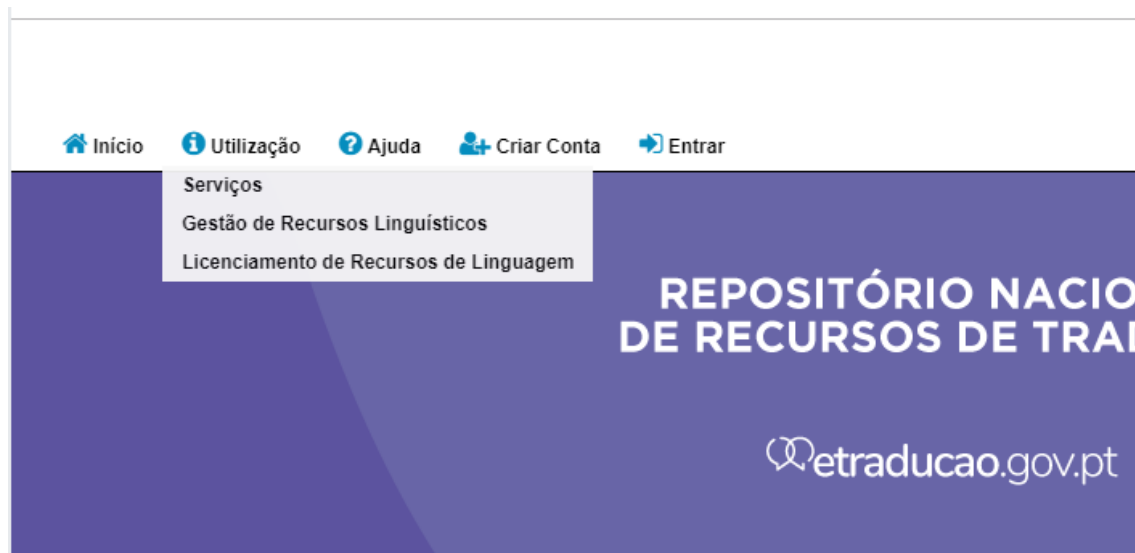 Início Utilização Ajuda Criar Conta Entrar
Serviços
Gestão de Recursos Linguísticos
Licenciamento de Recursos de Linguagem
REPOSITÓRIO NACIO
DE RECURSOS DE TRA
etraducao.gov.pt